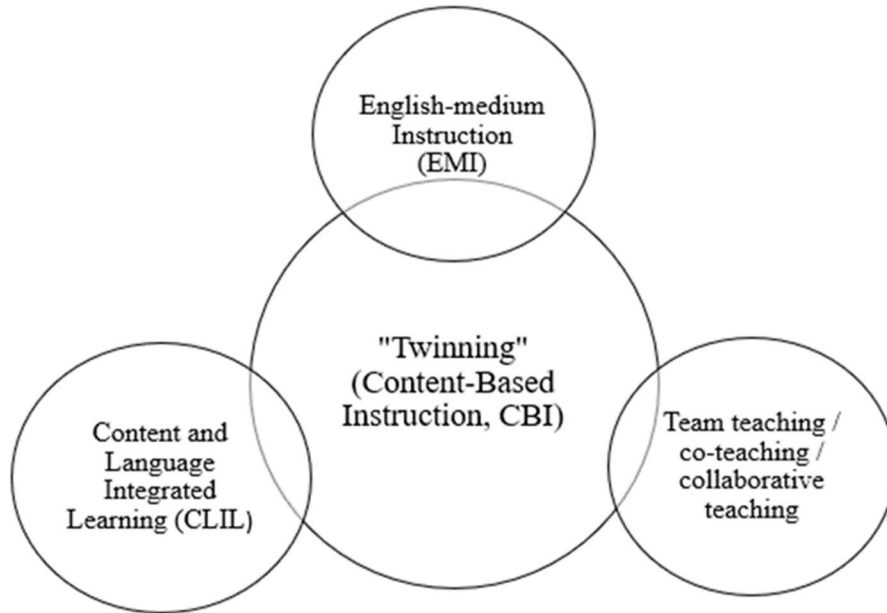 English-medium
Instruction
(EMI)
"Twinning"
(Content-Based
Instruction, CBI)
Content and
Language
Integrated
Learning (CLIL)
Team teaching /
co-teaching /
collaborative
teaching